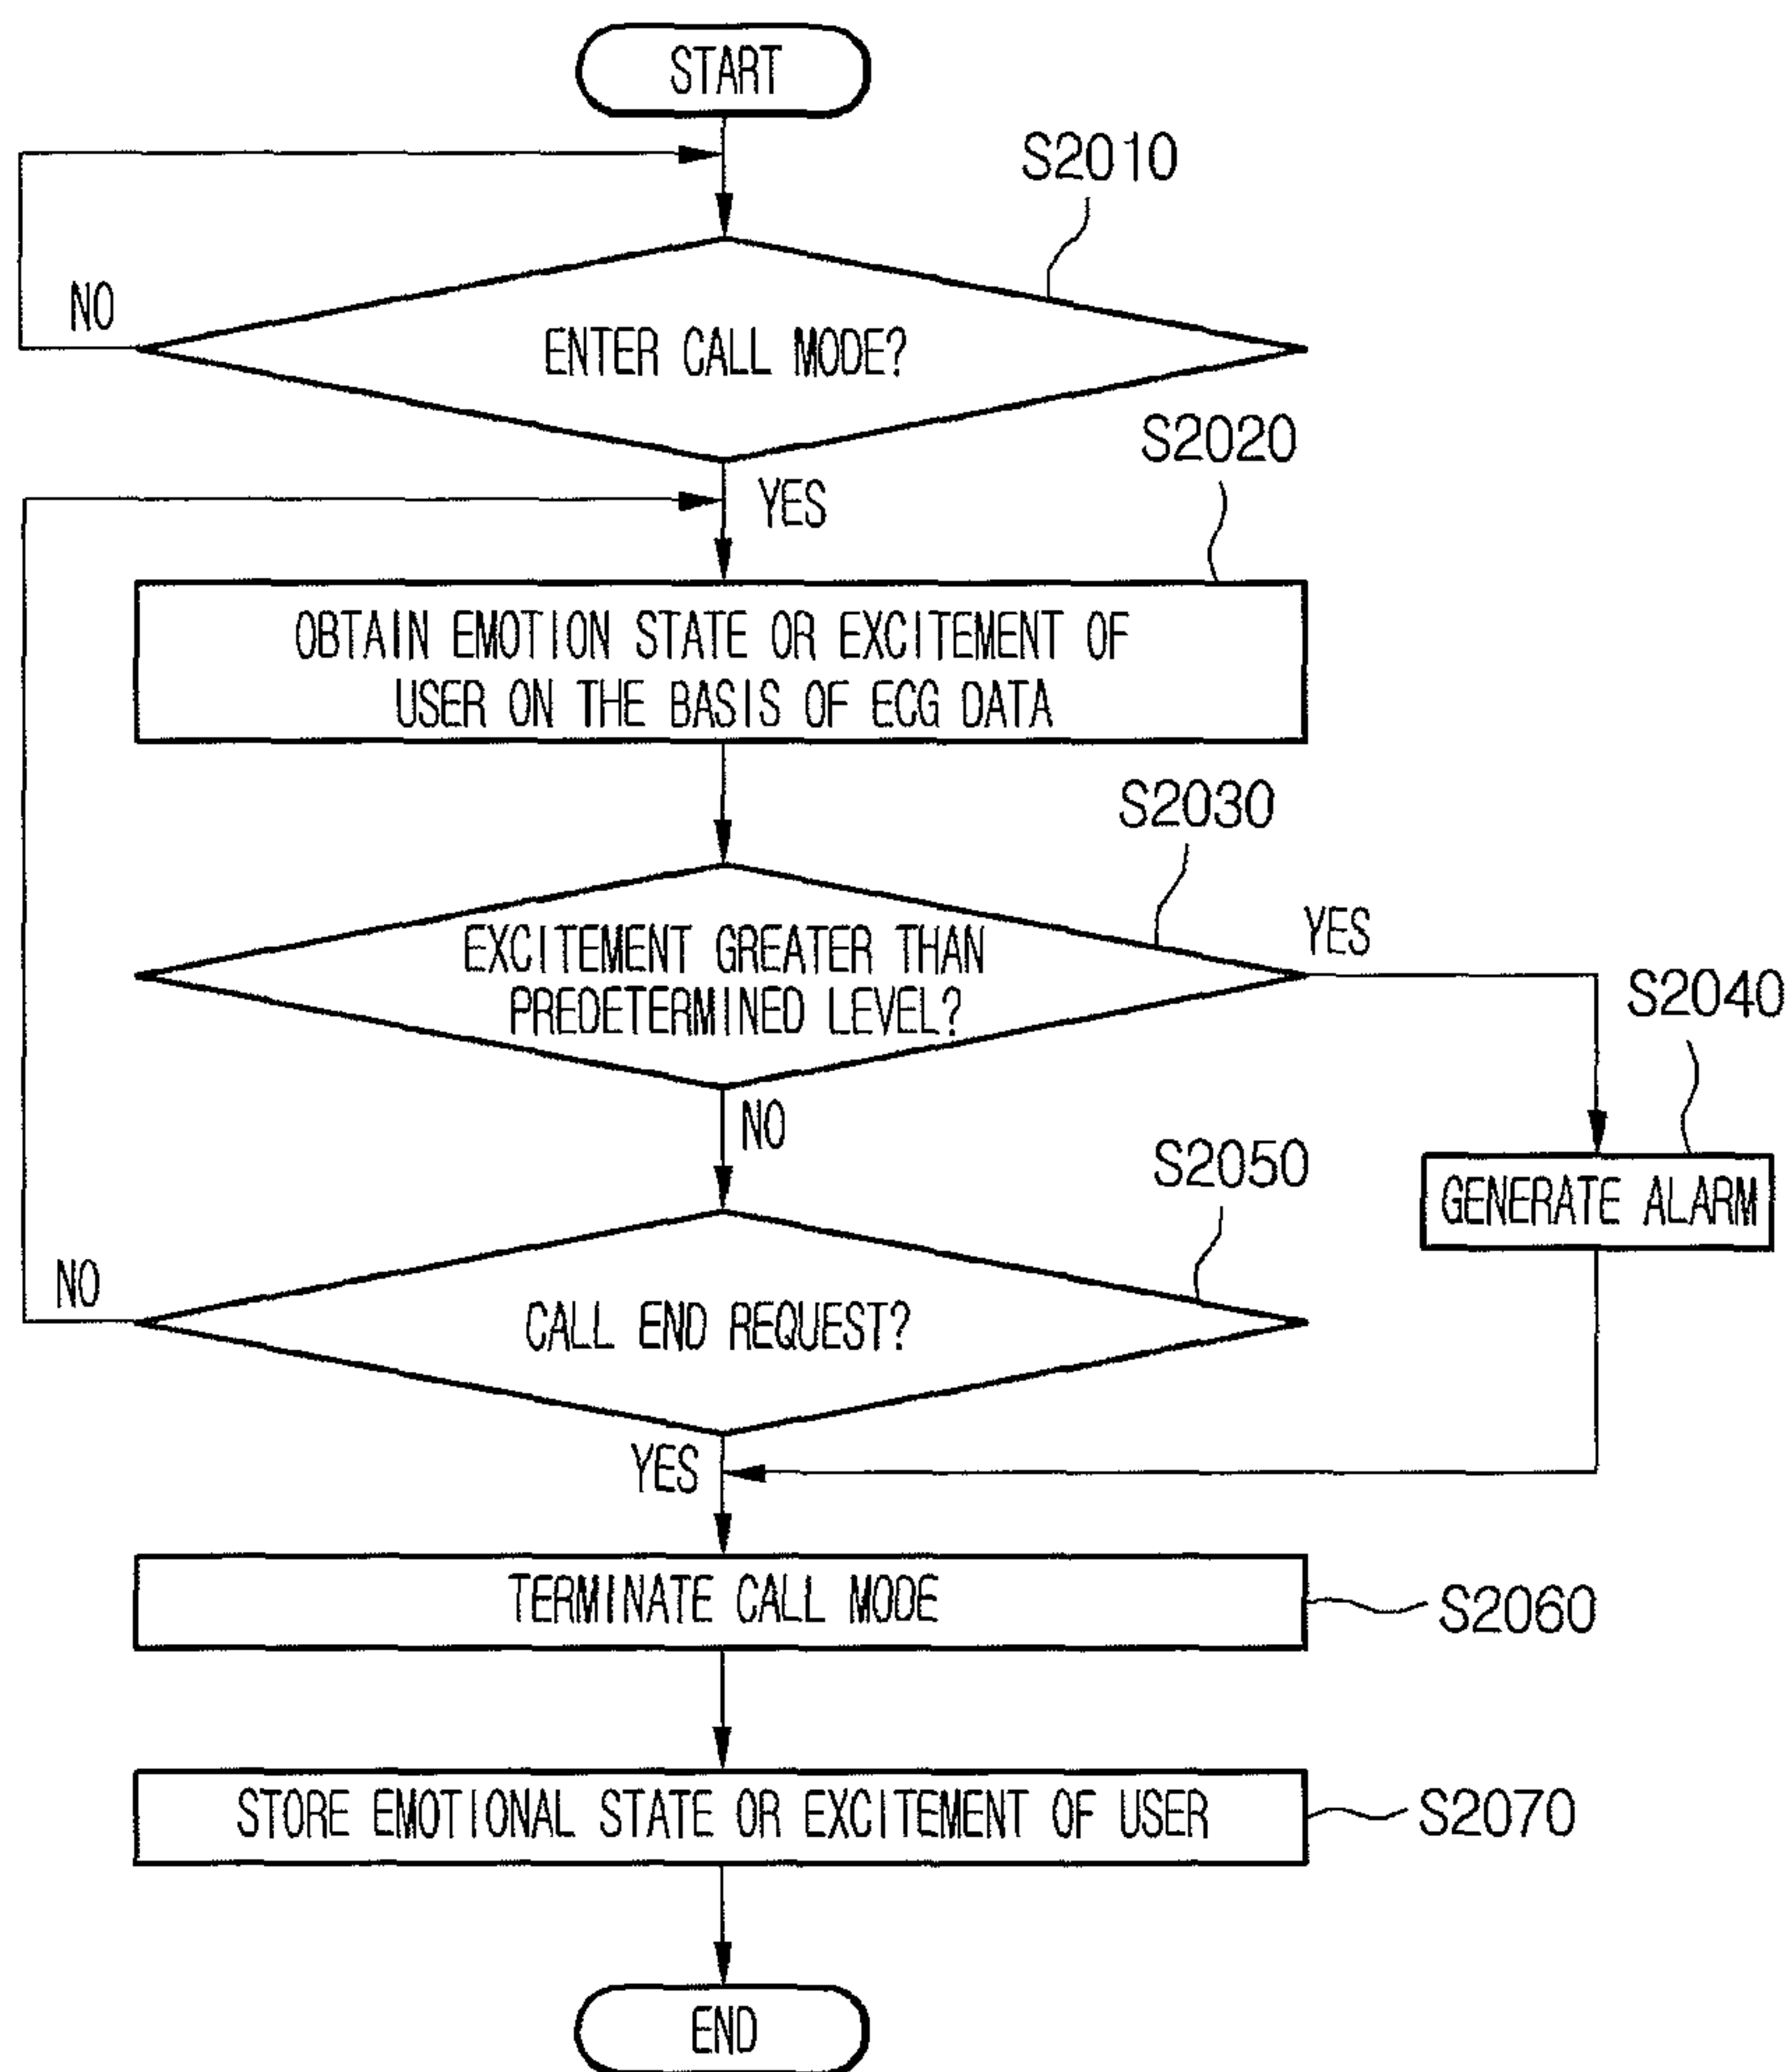 START
S2010
NO
ENTER CALL MODE?
S2020
YES
OBTAIN EMOTION STATE OR EXCITEMENT OF
USER ON THE BASIS OF ECG DATA
S2030
YES
EXCITEMENT GREATER THAN
PREDETERMINED LEVEL?
S2040
NO
S2050
GENERATE ALARM
NO
CALL END REQUEST?
YES
TERMINATE CALL MODE
S2060
STORE EMOTIONAL STATE OR EXCITEMENT OF USER
S2070
END